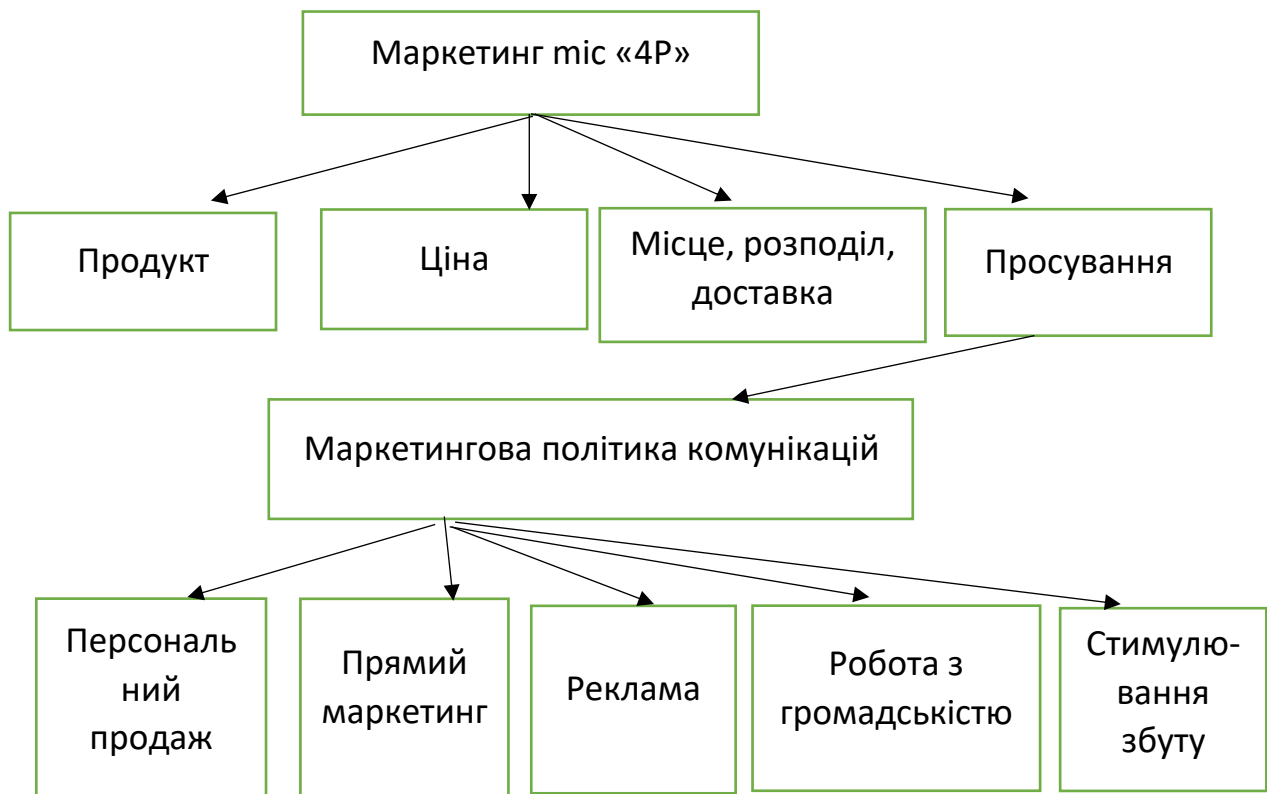 Маркетинг міс «4Р»
Продукт
Ціна
Місце, розподіл,
доставка
Просування
Маркетингова політика комунікацій
Персональ
ний
продаж
Прямий
маркетинг
Реклама
Робота з
громадськістю
Стимулю-
вання
збуту